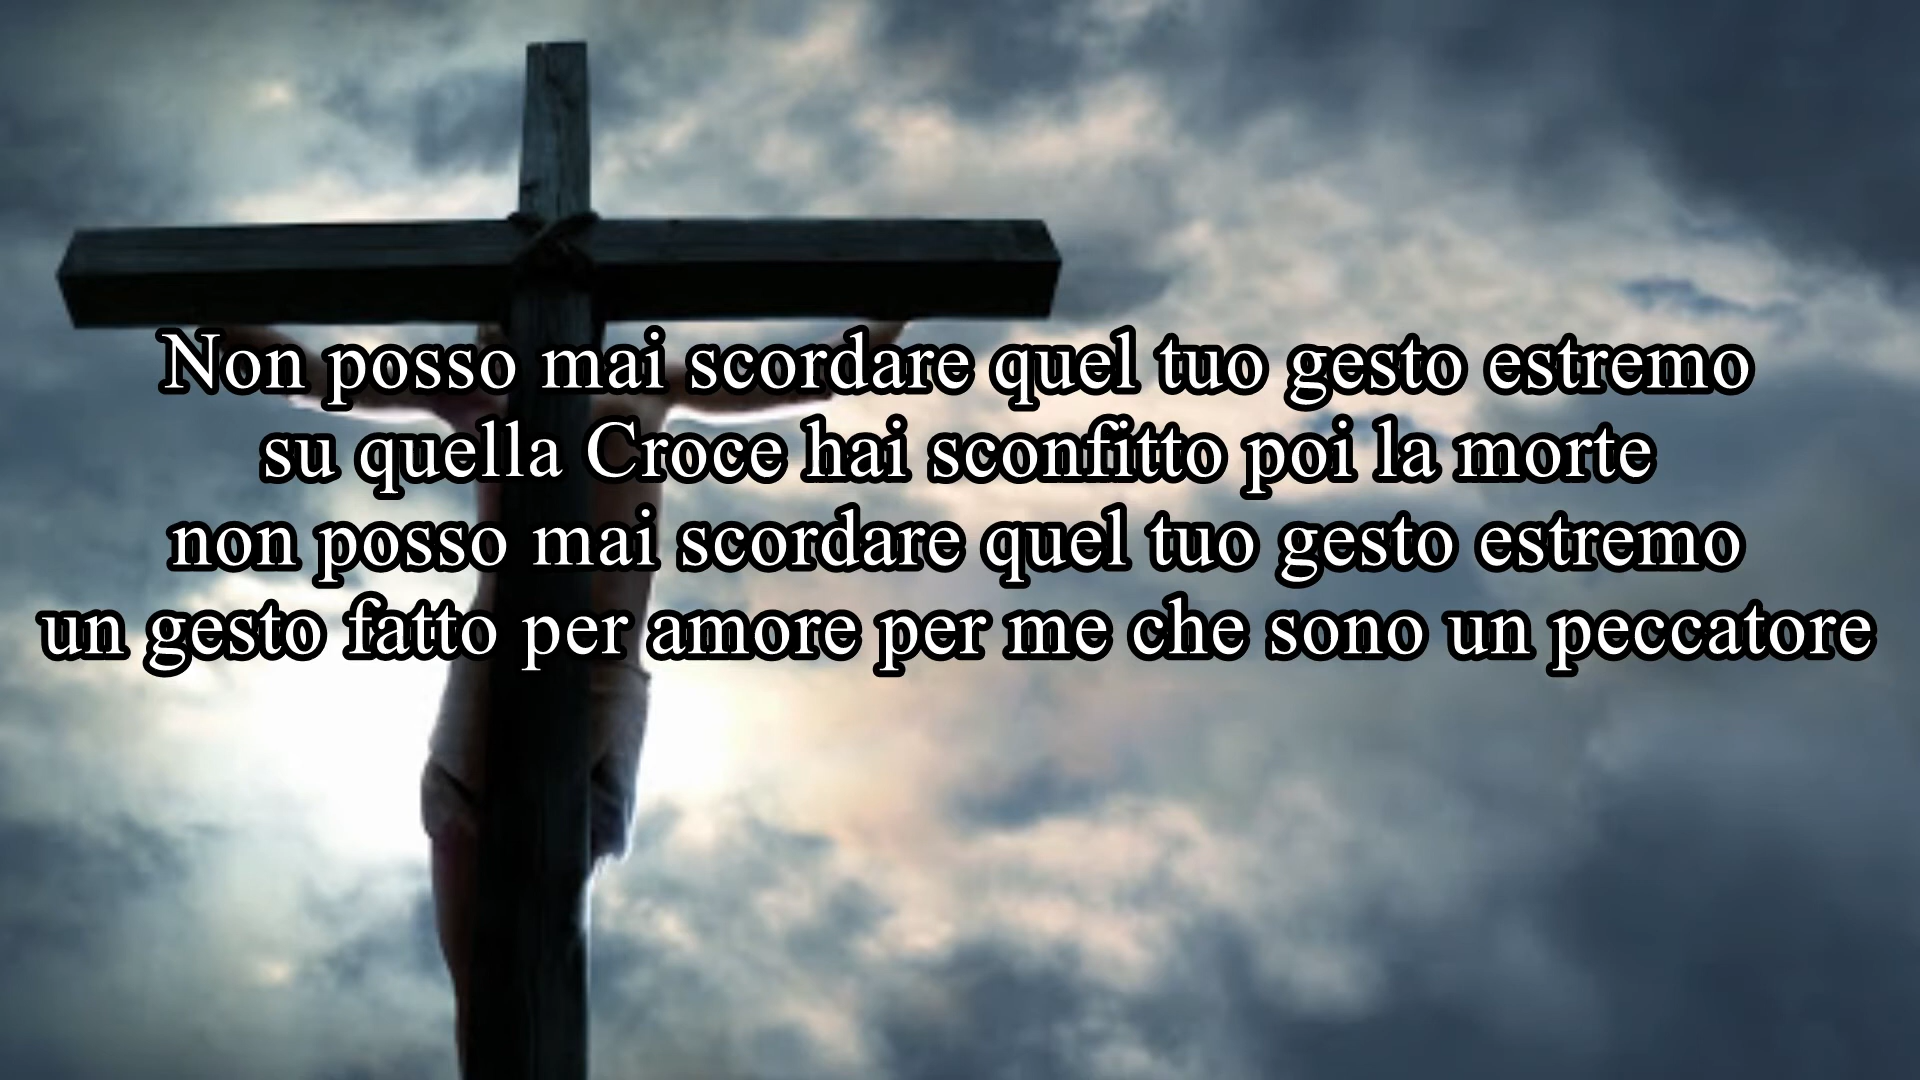 Non posso mai scordare quel tuo gesto estremo
su quella Croce hai sconfitto poi la morte
non posso mai scordare quel tuo gesto estremo
un gesto fatto per amore per me che sono un peccatore